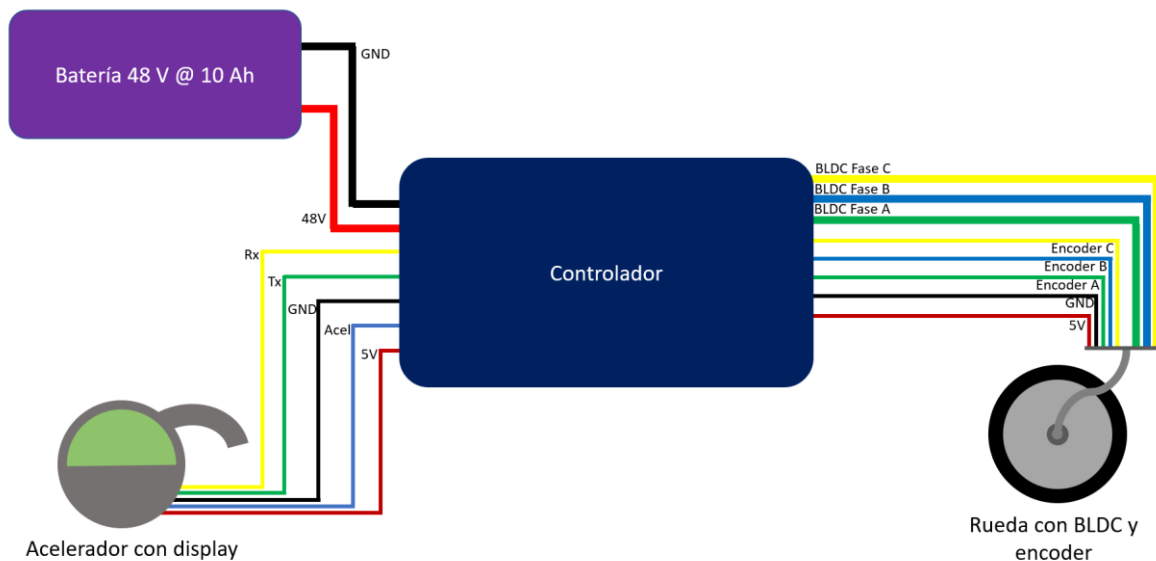 Batería 48 V @ 10 Ah
GND
48V
Rx
Tx
GND
Acel
5V
Controlador
BLDC Fase C
BLDC Fase B
BLDC Fase A
Encoder C
Encoder B
Encoder A
GND
5V
Acelerador con display
Rueda con BLDC y
encoder